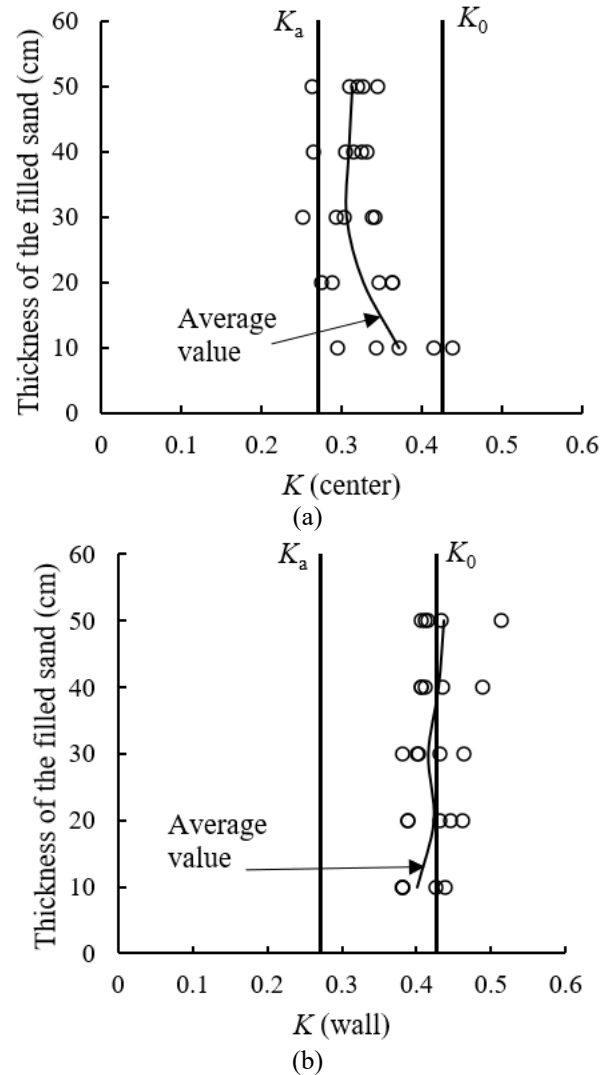 Ka
K0
60
50
40
30
20
10
0
Thickness of the filled sand (cm)
Average
value
0
0.1
0.2
0.3
0.4
0.5
0.6
K (center)
(a)
Ka
K0
60
50
40
30
20
10
0
Thickness of the filled sand (cm)
Average
value
0
0.1
0.2
0.3
0.4
0.5
0.6
K (wall)
(b)